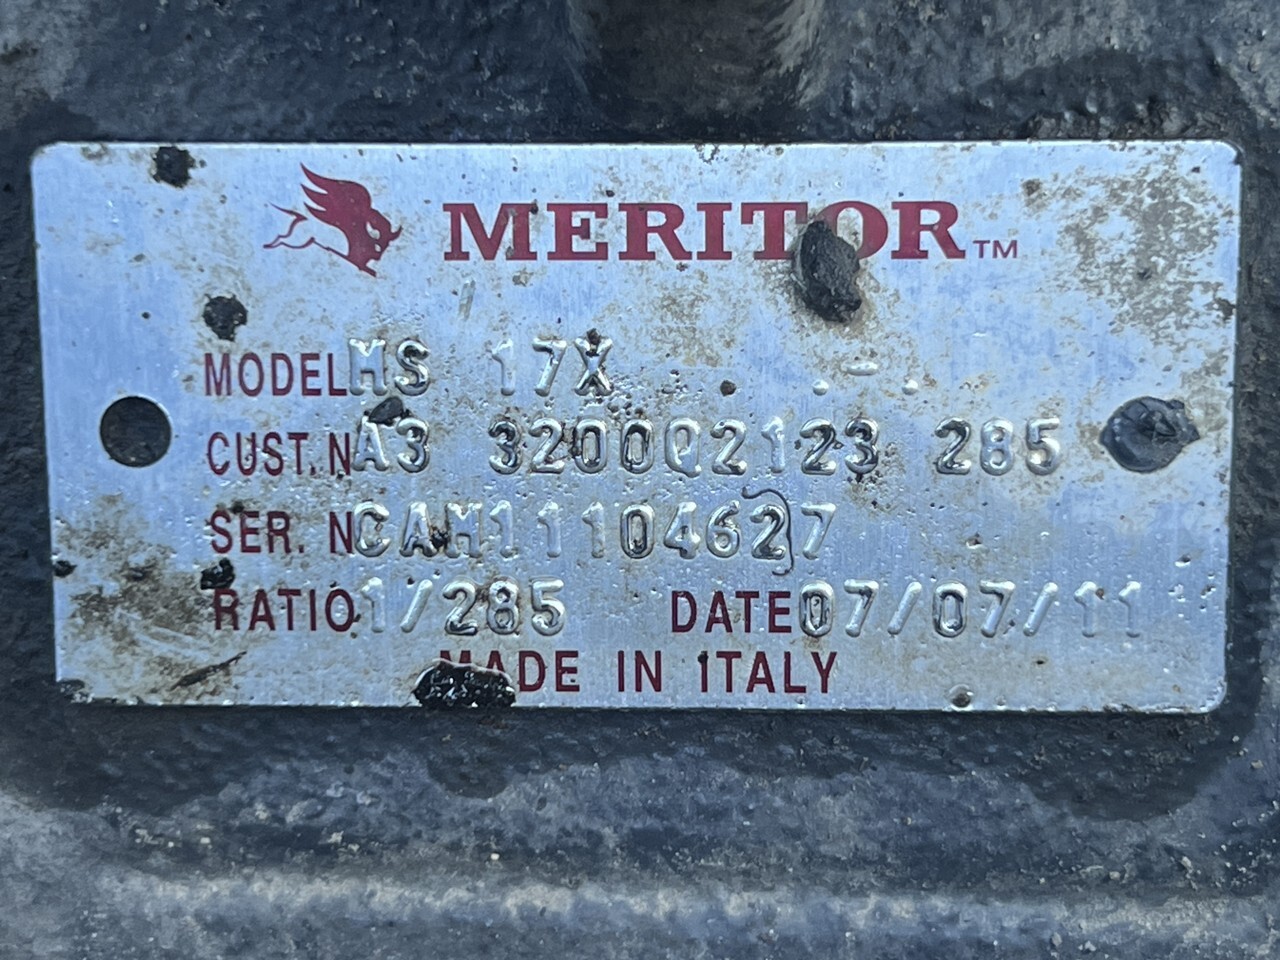 MERITOR™
MODEL MS 17X .-.
CUST. N A3 3200Q2123 285
SER. N CAM11104627
RATIO 1/285 DATE 07/07/11
MADE IN ITALY